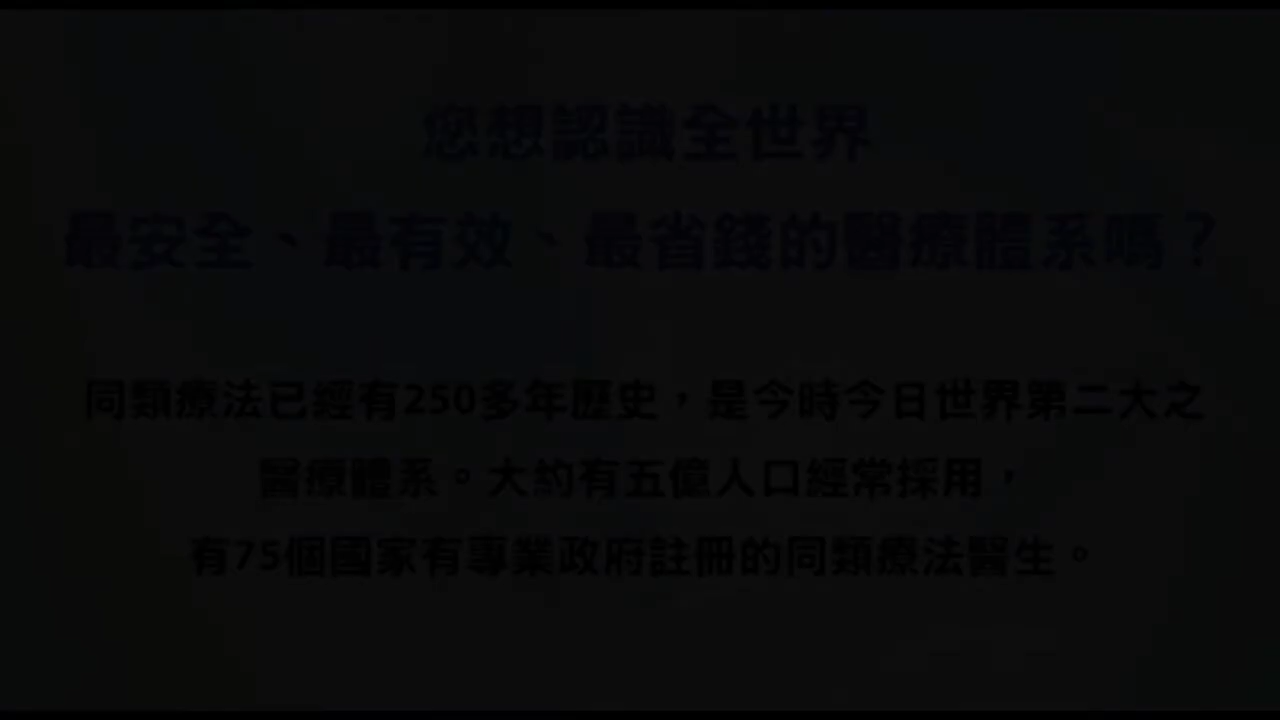 您想認識全世界
最安全、最有效、最省錢的醫療體系嗎？
同類療法已經有250多年歷史，是今時今日世界第二大之
醫療體系。大約有五億人口經常採用，
有75個國家有專業政府註冊的同類療法醫生。